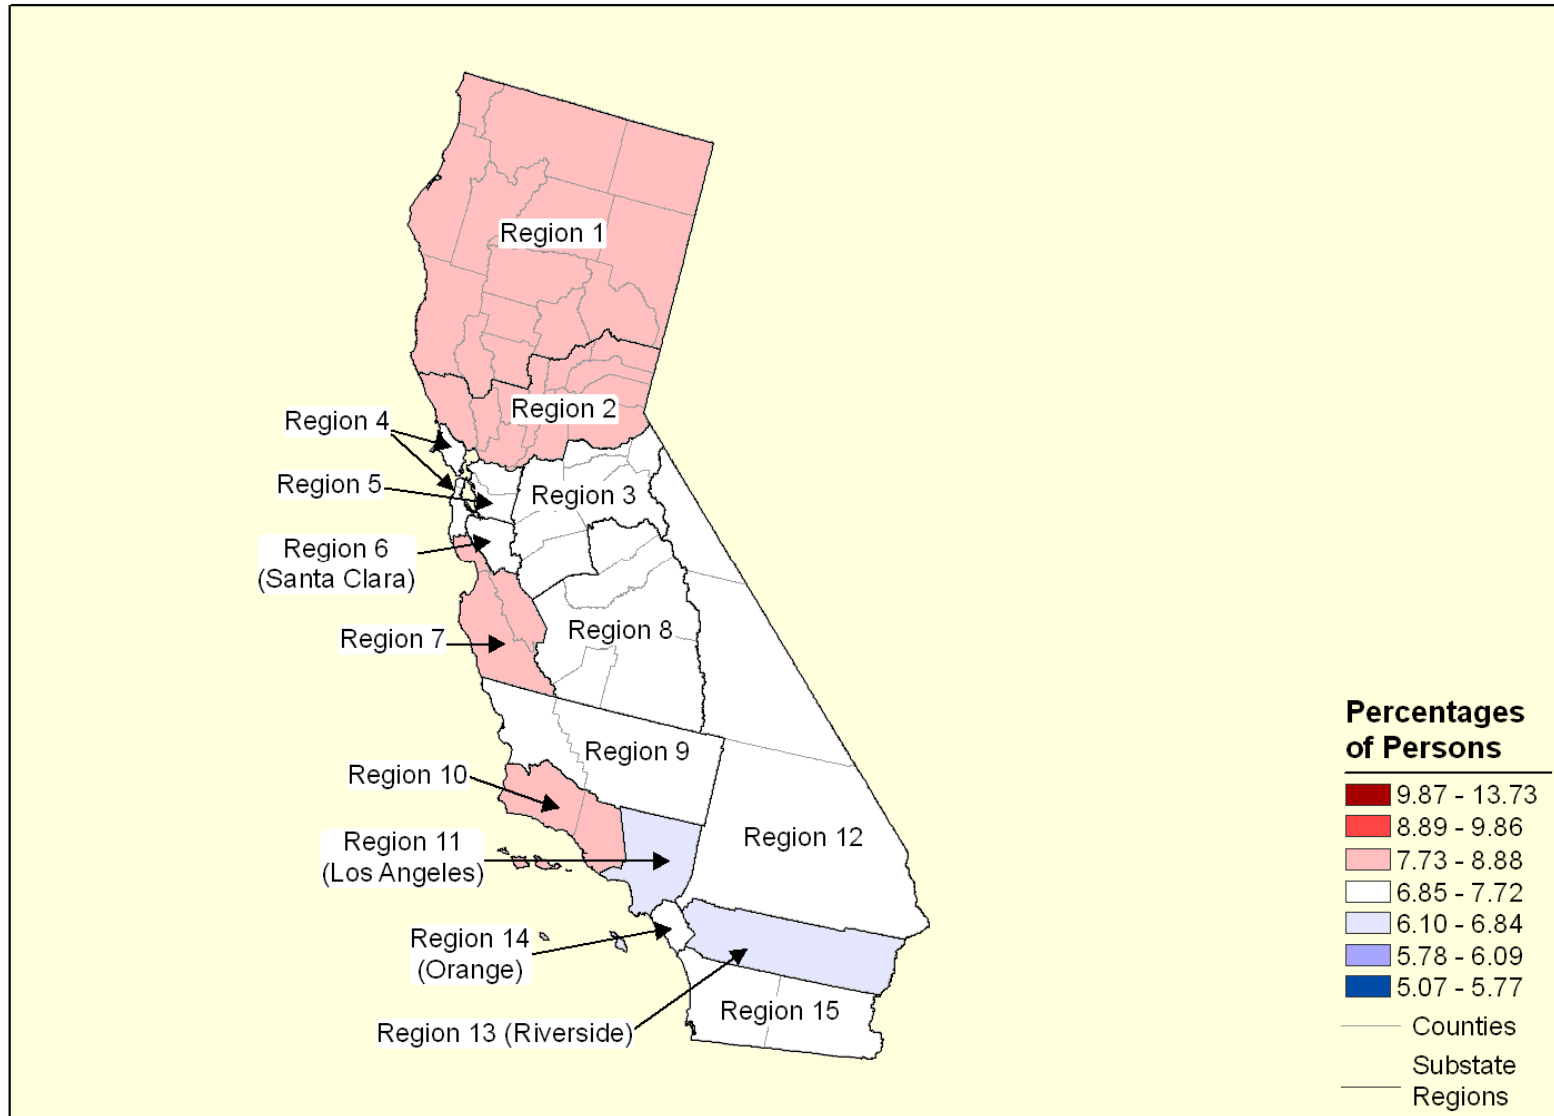 Region 1
Region 2
Region 4
Region 5
Region 3
Region 6
(Santa Clara)
Region 7
Region 8
Region 9
Region 10
Region 11
(Los Angeles)
Region 12
Region 14
(Orange)
Region 15
Region 13 (Riverside)
Percentages
of Persons
9.87 - 13.73
8.89 - 9.86
7.73 - 8.88
6.85 - 7.72
6.10 - 6.84
5.78 - 6.09
5.07 - 5.77
Counties
Substate
Regions